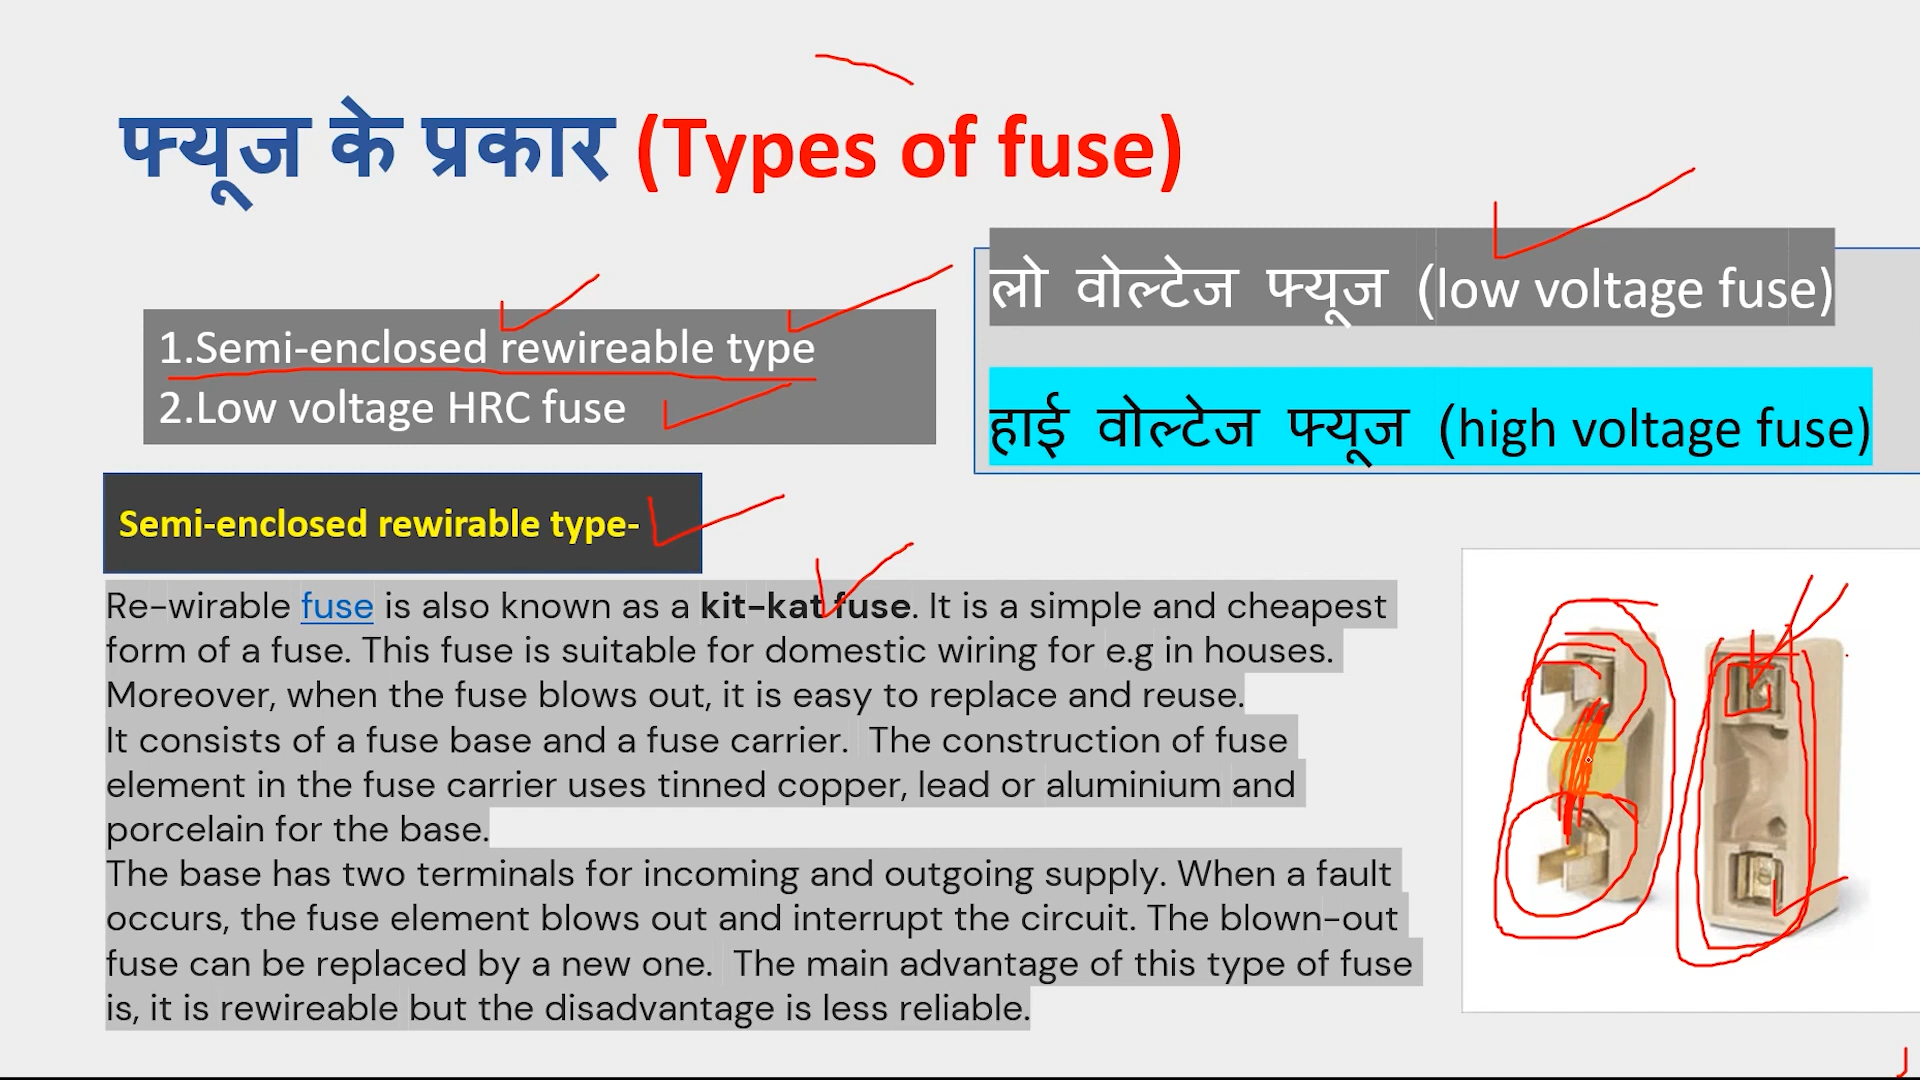 फ्यूज के प्रकार (Types of fuse)
लो वोल्टेज फ्यूज (low voltage fuse)
हाई वोल्टेज फ्यूज (high voltage fuse)
1.Semi-enclosed rewireable type
2.Low voltage HRC fuse
Semi-enclosed rewirable type-
Re-wirable fuse is also known as a kit-kat fuse. It is a simple and cheapest
form of a fuse. This fuse is suitable for domestic wiring for e.g in houses.
Moreover, when the fuse blows out, it is easy to replace and reuse.
It consists of a fuse base and a fuse carrier. The construction of fuse
element in the fuse carrier uses tinned copper, lead or aluminium and
porcelain for the base.
The base has two terminals for incoming and outgoing supply. When a fault
occurs, the fuse element blows out and interrupt the circuit. The blown-out
fuse can be replaced by a new one. The main advantage of this type of fuse
is, it is rewireable but the disadvantage is less reliable.